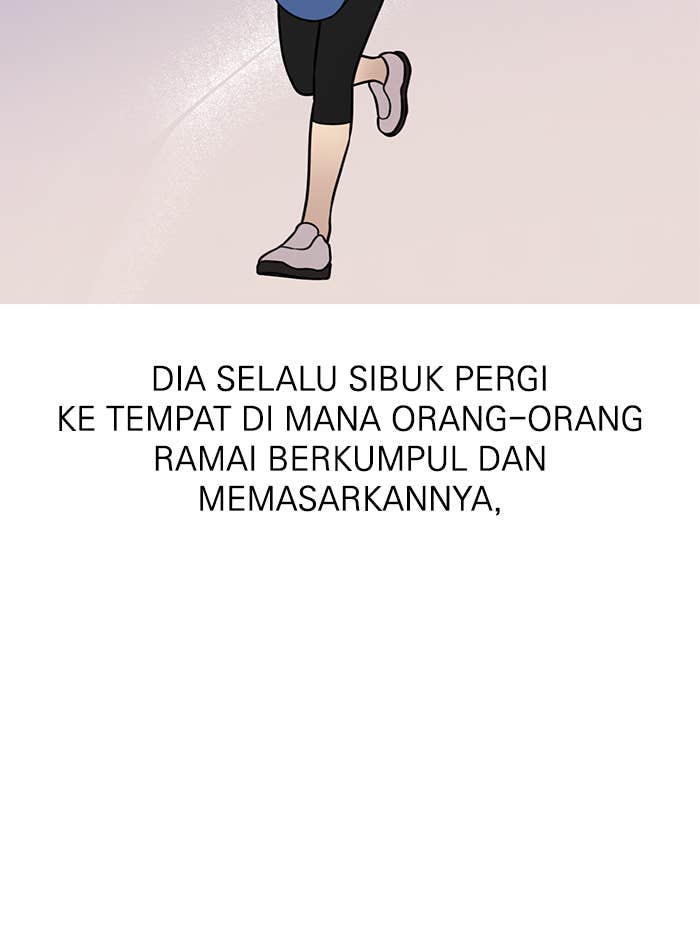 DIA SELALU SIBUK PERGI
KE TEMPAT DI MANA ORANG-ORANG
RAMAI BERKUMPUL DAN
MEMASARKANNYA,